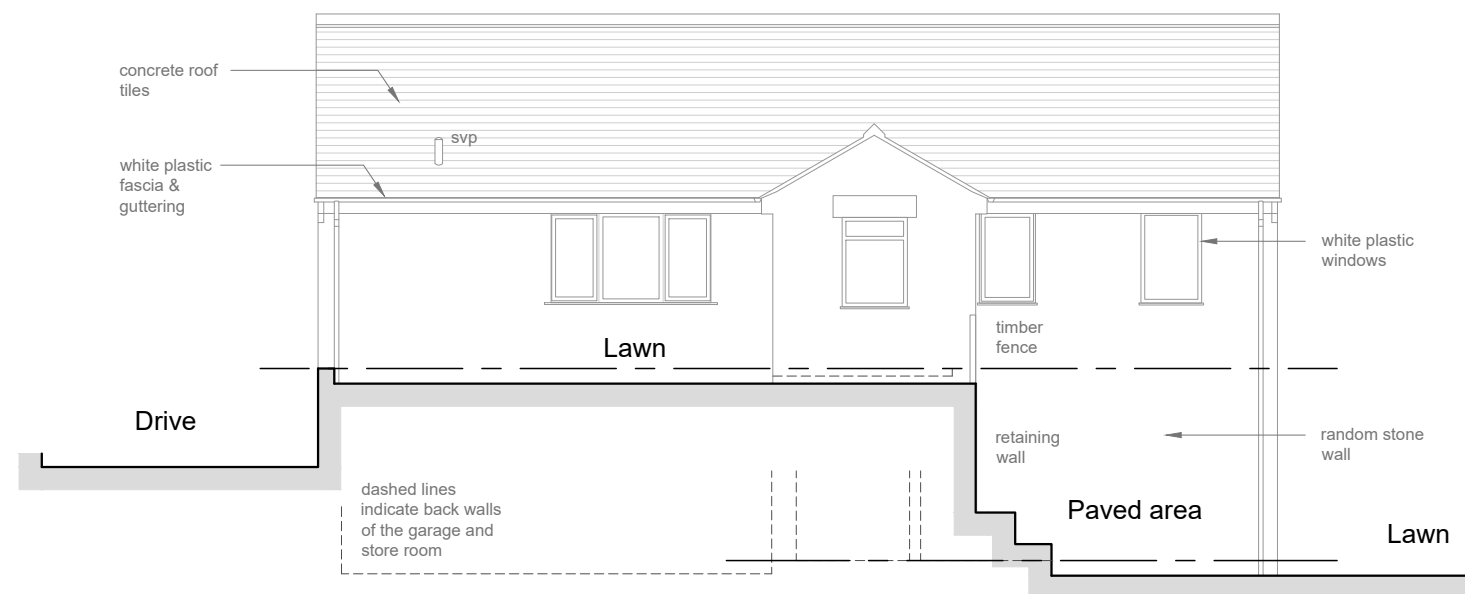 concrete roof
tiles
svp
white plastic
fascia &
guttering
white plastic
windows
timber
fence
Lawn
Drive
retaining
wall
random stone
wall
dashed lines
indicate back walls
of the garage and
store room
Paved area
Lawn